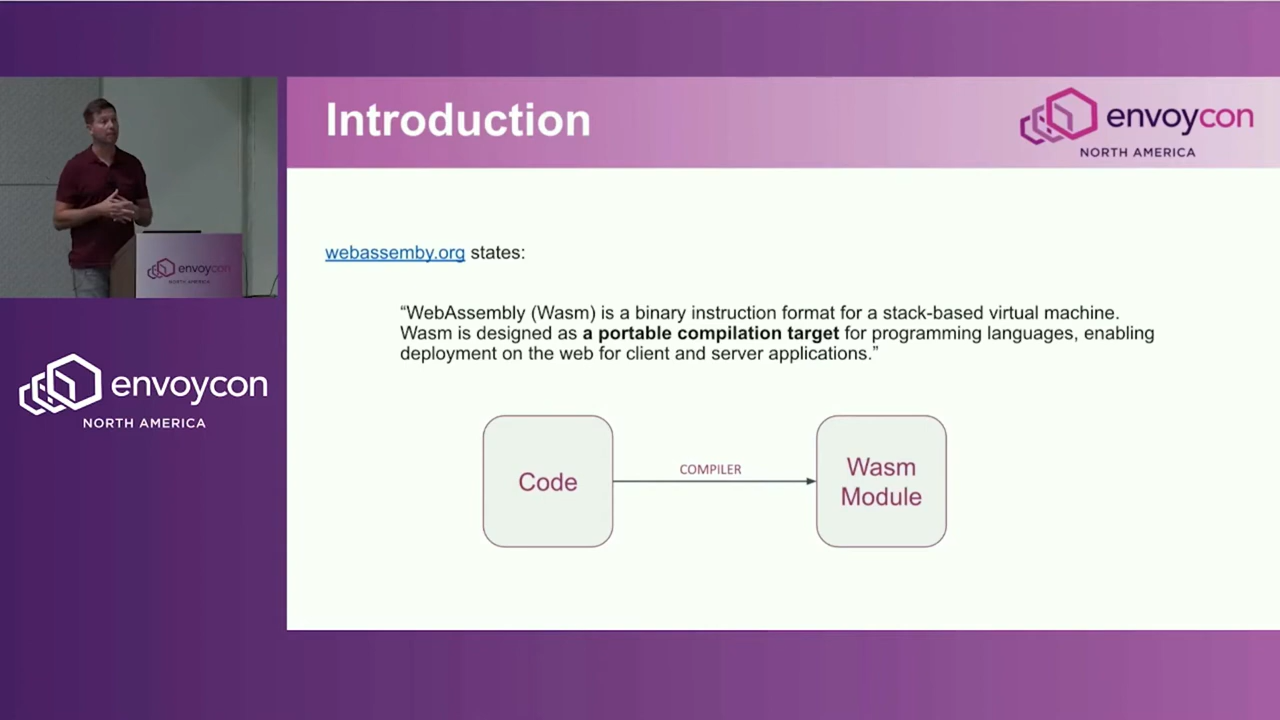 Introduction
envoycon
NORTH AMERICA
webassemby.org states:
“WebAssembly (Wasm) is a binary instruction format for a stack-based virtual machine.
Wasm is designed as a portable compilation target for programming languages, enabling
deployment on the web for client and server applications.”
Code
COMPILER
Wasm
Module
envoycon
NORTH AMERICA
envoycon
NORTH AMERICA